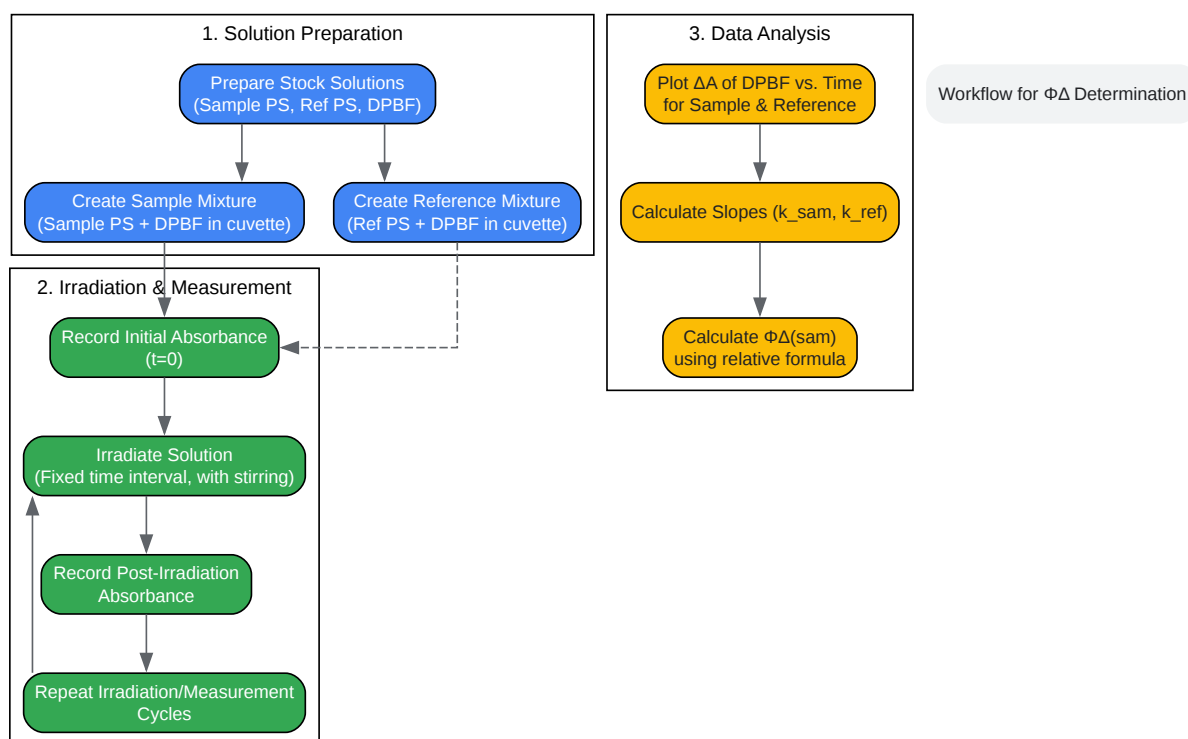 1. Solution Preparation
Prepare Stock Solutions
(Sample PS, Ref PS, DPBF)
Create Sample Mixture
(Sample PS + DPBF in cuvette)
Create Reference Mixture
(Ref PS + DPBF in cuvette)
2. Irradiation & Measurement
Record Initial Absorbance
(t=0)
Irradiate Solution
(Fixed time interval, with stirring)
Record Post-Irradiation
Absorbance
Repeat Irradiation/Measurement
Cycles
3. Data Analysis
Plot ΔA of DPBF vs. Time
for Sample & Reference
Calculate Slopes (k_sam, k_ref)
Calculate ΦΔ(sam)
using relative formula
Workflow for ΦΔ Determination